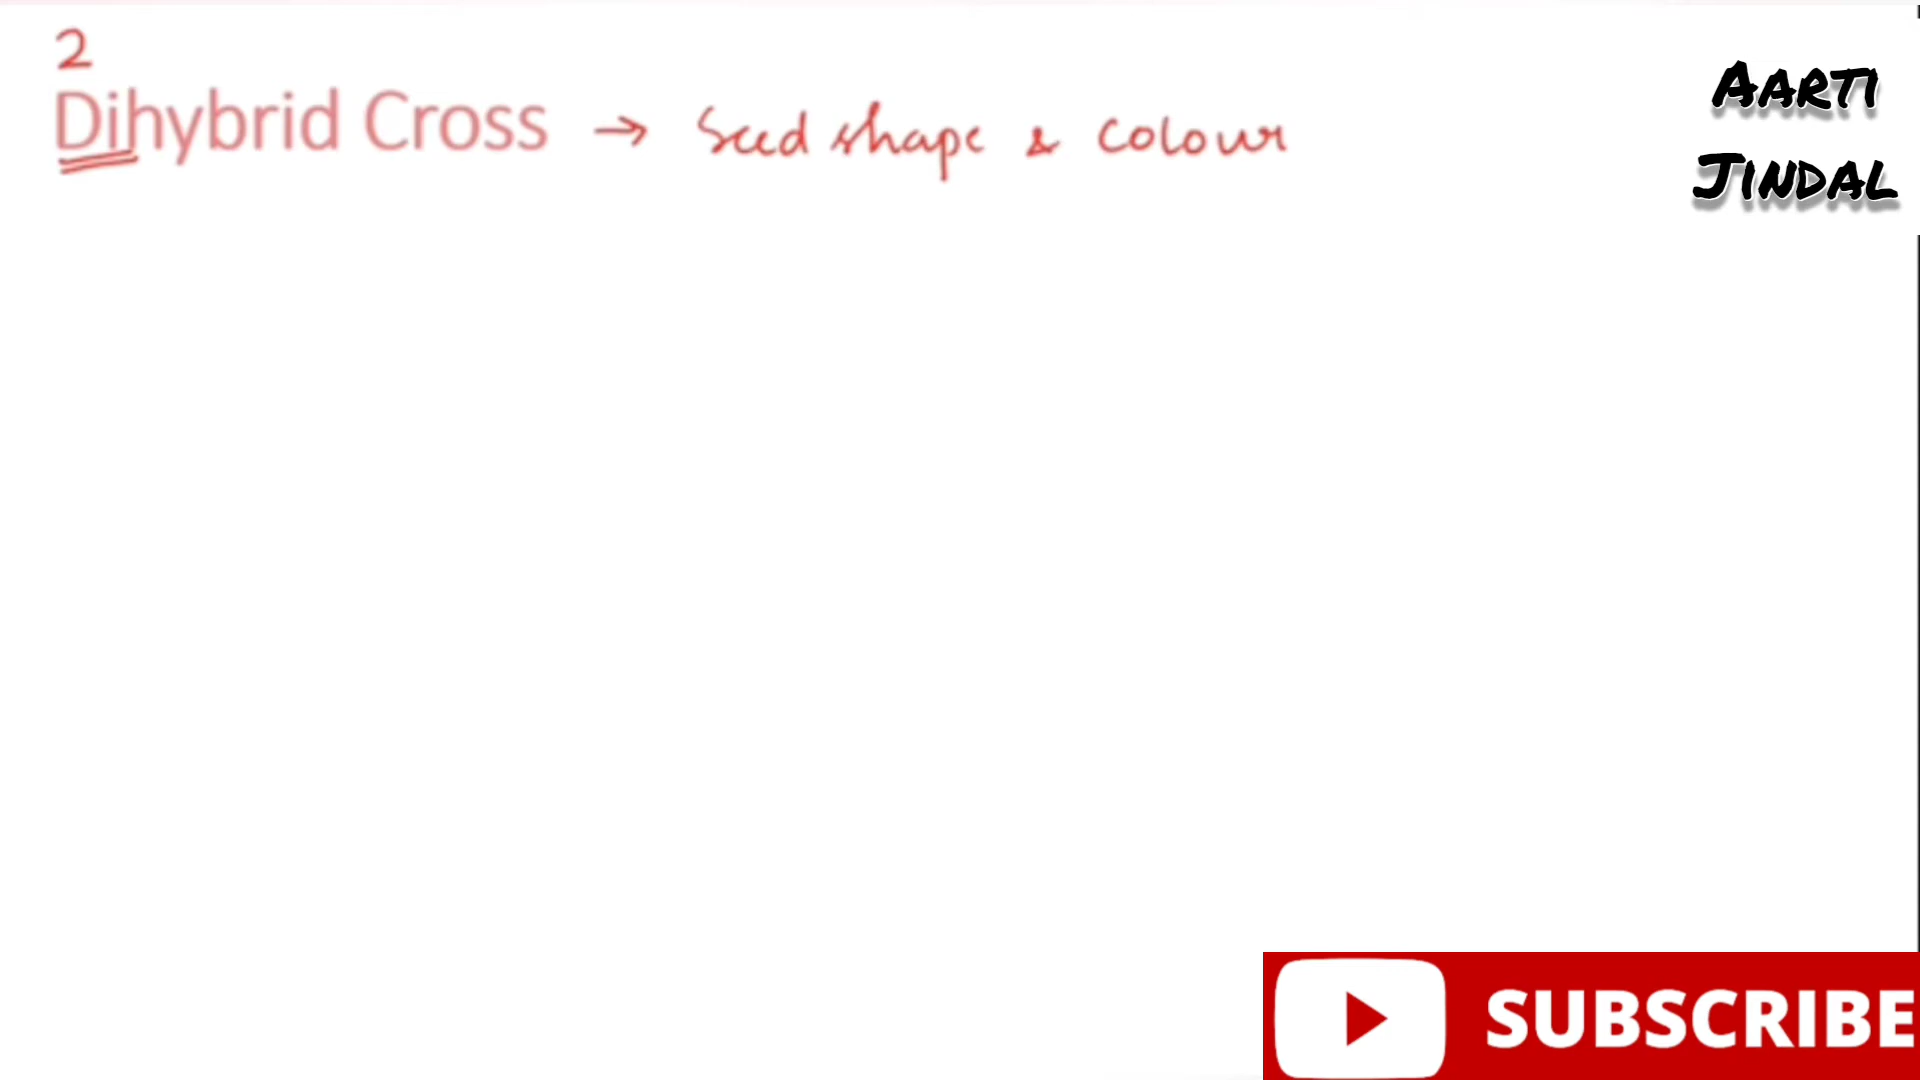 2
Dihybrid Cross → Seed shape & Colour
AARTI
JINDAL
SUBSCRIBE